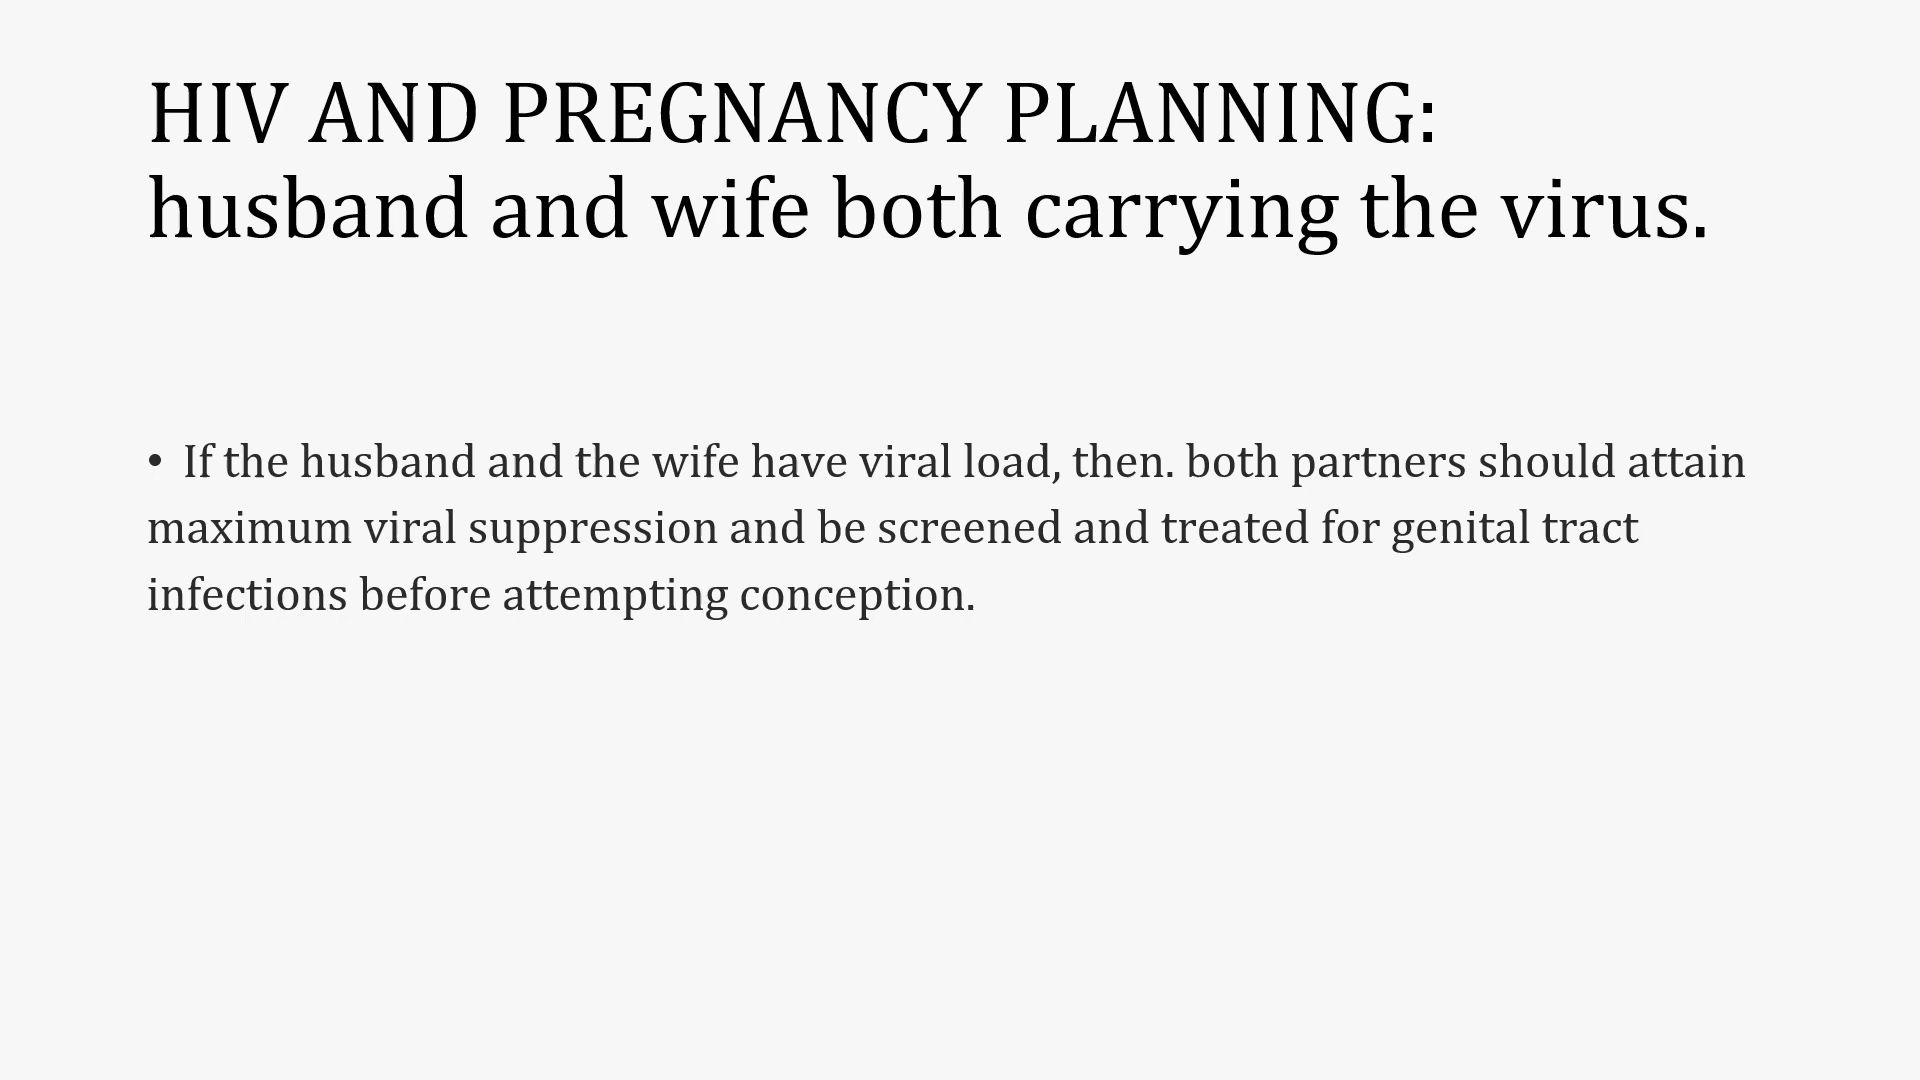 HIV AND PREGNANCY PLANNING:
husband and wife both carrying the virus.
• If the husband and the wife have viral load, then. both partners should attain
maximum viral suppression and be screened and treated for genital tract
infections before attempting conception.